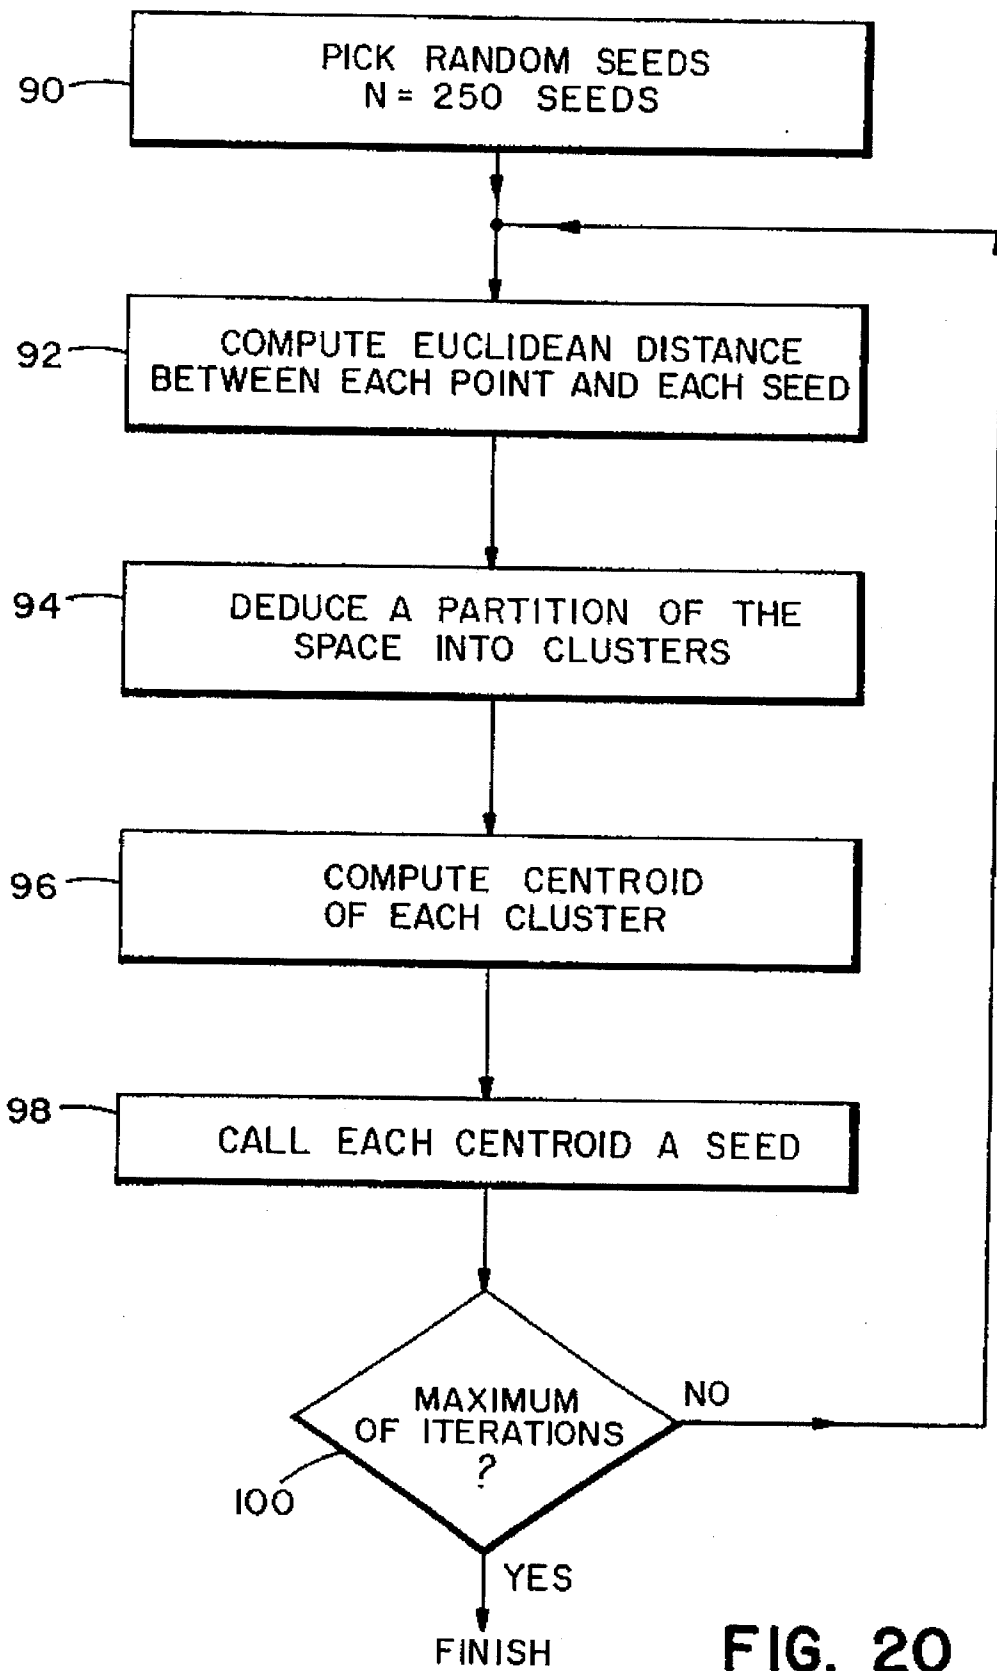 PICK RANDOM SEEDS
N = 250 SEEDS
90
92
COMPUTE EUCLIDEAN DISTANCE
BETWEEN EACH POINT AND EACH SEED
94
DEDUCE A PARTITION OF THE
SPACE INTO CLUSTERS
96
COMPUTE CENTROID
OF EACH CLUSTER
98
CALL EACH CENTROID A SEED
MAXIMUM
OF ITERATIONS
?
NO
100
YES
FINISH
FIG. 20